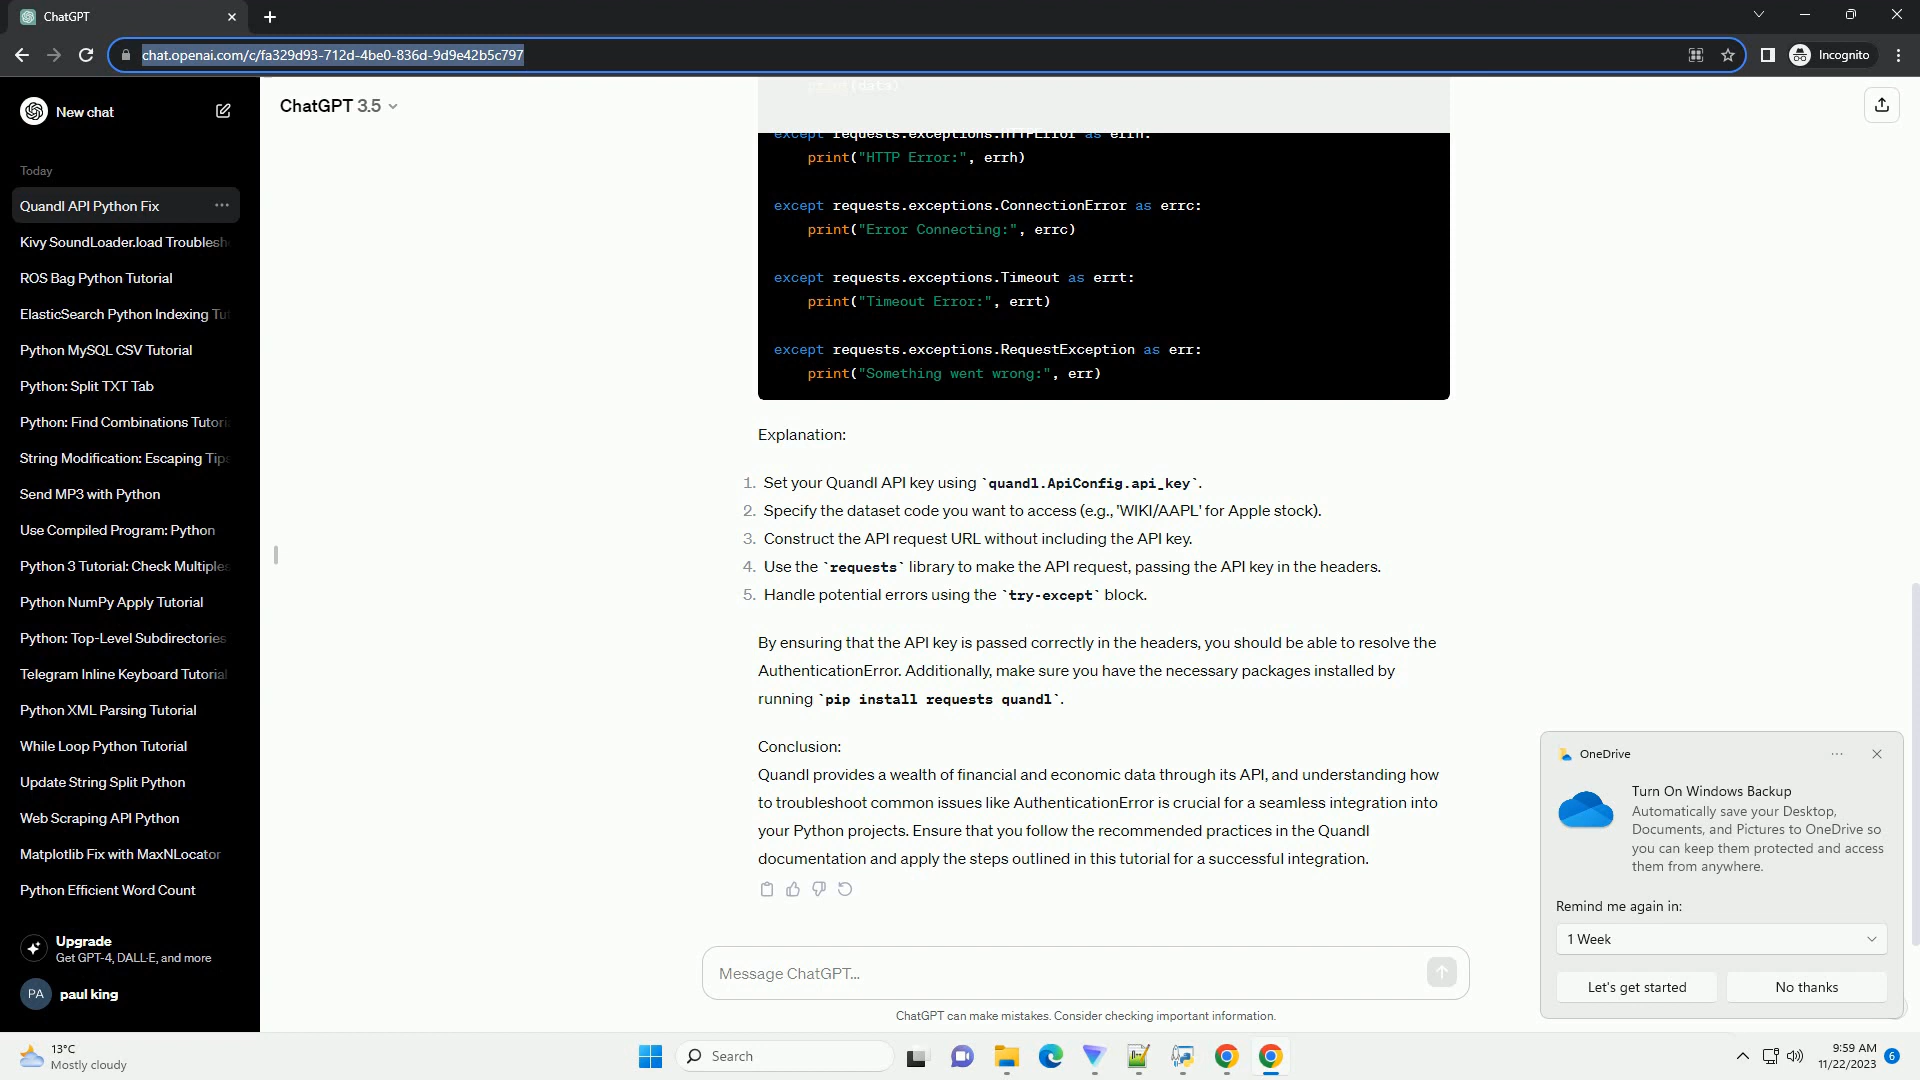 ChatGPT
chat.openai.com/c/fa329d93-712d-4be0-836d-9d9e42b5c797
Incognito
New chat
ChatGPT 3.5
Today
Quandl API Python Fix
Kivy SoundLoader.load Troublesh
ROS Bag Python Tutorial
ElasticSearch Python Indexing Tut
Python MySQL CSV Tutorial
Python: Split TXT Tab
Python: Find Combinations Tutori
String Modification: Escaping Tips
Send MP3 with Python
Use Compiled Program: Python
Python 3 Tutorial: Check Multiples
Python NumPy Apply Tutorial
Python: Top-Level Subdirectories
Telegram Inline Keyboard Tutorial
Python XML Parsing Tutorial
While Loop Python Tutorial
Update String Split Python
Web Scraping API Python
Matplotlib Fix with MaxNLocator
Python Efficient Word Count
Upgrade
Get GPT-4, DALL·E, and more
PA paul king
print(data)
except requests.exceptions.HTTPError as errh:
print("HTTP Error:", errh)
except requests.exceptions.ConnectionError as errc:
print("Error Connecting:", errc)
except requests.exceptions.Timeout as errt:
print("Timeout Error:", errt)
except requests.exceptions.RequestException as err:
print("Something went wrong:", err)
Explanation:
1. Set your Quandl API key using `quandl.ApiConfig.api_key`.
2. Specify the dataset code you want to access (e.g., 'WIKI/AAPL' for Apple stock).
3. Construct the API request URL without including the API key.
4. Use the `requests` library to make the API request, passing the API key in the headers.
5. Handle potential errors using the `try-except` block.
By ensuring that the API key is passed correctly in the headers, you should be able to resolve the
AuthenticationError. Additionally, make sure you have the necessary packages installed by
running `pip install requests quandl`.
Conclusion:
Quandl provides a wealth of financial and economic data through its API, and understanding how
to troubleshoot common issues like AuthenticationError is crucial for a seamless integration into
your Python projects. Ensure that you follow the recommended practices in the Quandl
documentation and apply the steps outlined in this tutorial for a successful integration.
Message ChatGPT...
ChatGPT can make mistakes. Consider checking important information.
OneDrive
Turn On Windows Backup
Automatically save your Desktop,
Documents, and Pictures to OneDrive so
you can keep them protected and access
them from anywhere.
Remind me again in:
1 Week
Let's get started
No thanks
13°C
Mostly cloudy
Search
9:59 AM
11/22/2023
6